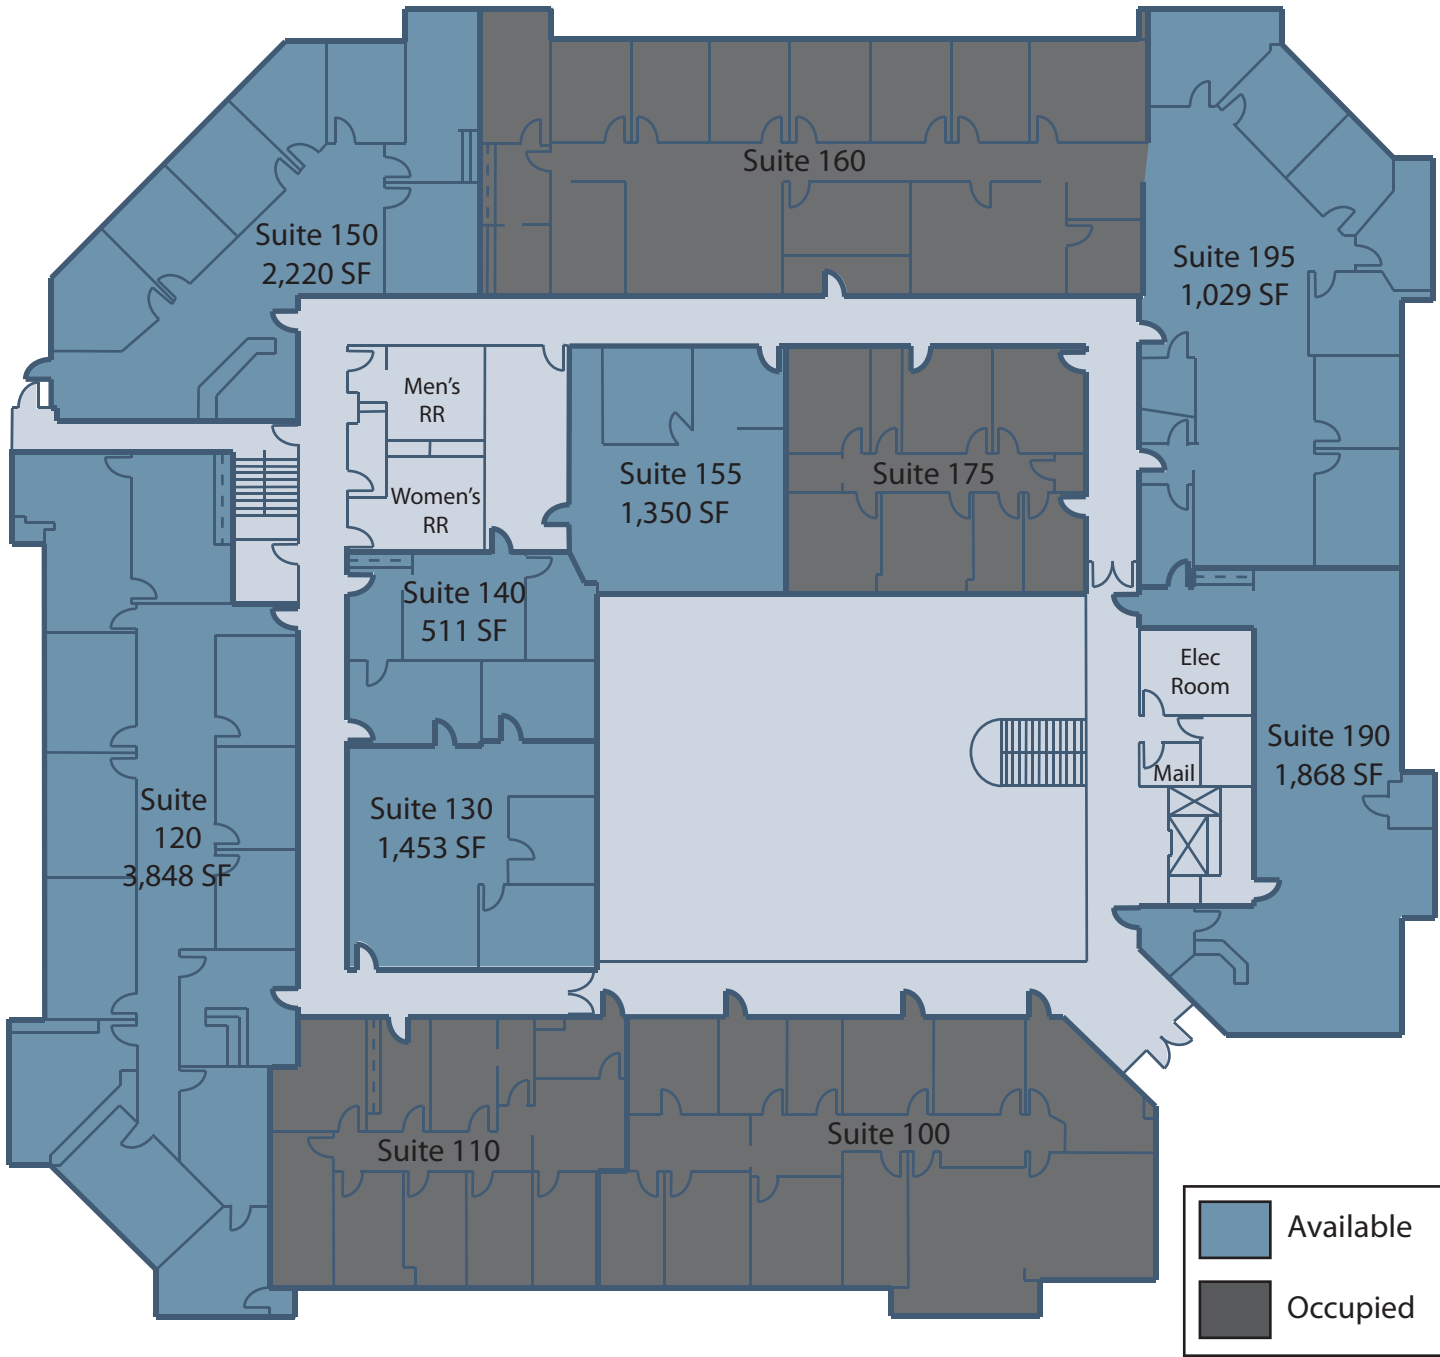 Suite 160
Suite 150
2,220 SF
Suite 195
1,029 SF
Men's
RR
Women's
RR
Suite 155
1,350 SF
Suite 175
Suite 140
511 SF
Elec
Room
Suite 190
1,868 SF
Mail
Suite
120
3,848 SF
Suite 130
1,453 SF
Suite 110
Suite 100
Available
Occupied